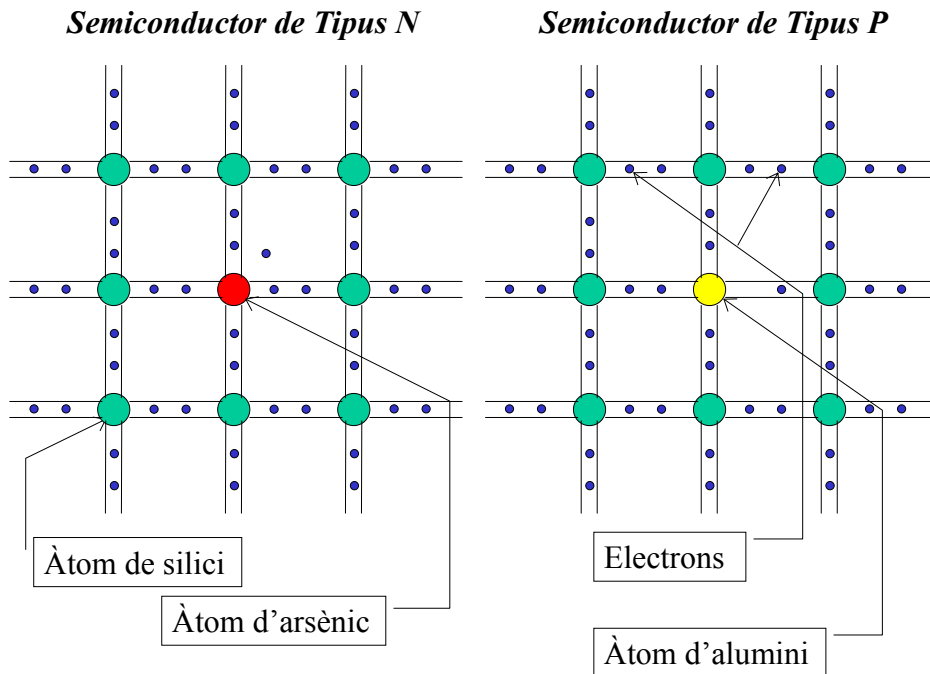 Semiconductor de Tipus N
Semiconductor de Tipus P
Àtom de silici
Electrons
Àtom d’arsènic
Àtom d’alumini